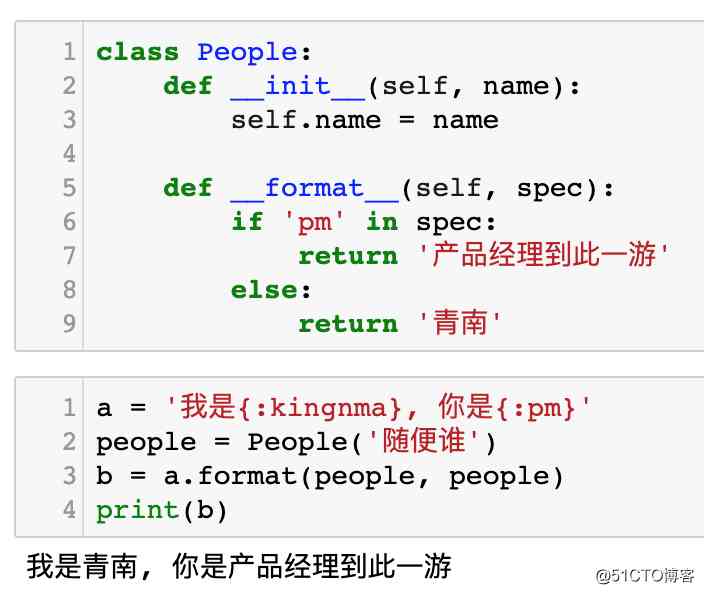 1 class People:
2     def __init__(self, name):
3         self.name = name
4
5     def __format__(self, spec):
6         if 'pm' in spec:
7             return '产品经理到此一游'
8         else:
9             return '青南'
1 a = '我是{:kingnma}, 你是{:pm}'
2 people = People('随便谁')
3 b = a.format(people, people)
4 print(b)
我是青南, 你是产品经理到此一游
@51CTO博客